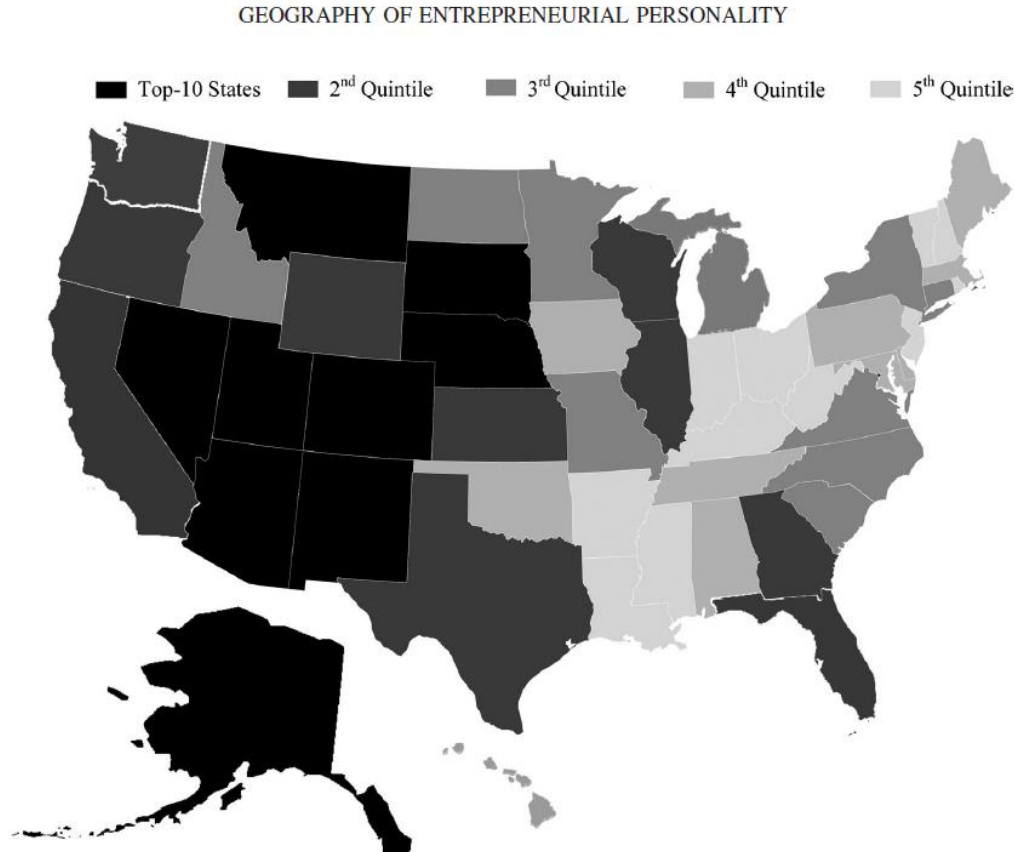 GEOGRAPHY OF ENTREPRENEURIAL PERSONALITY
Top-10 States 2nd Quintile 3rd Quintile 4th Quintile 5th Quintile